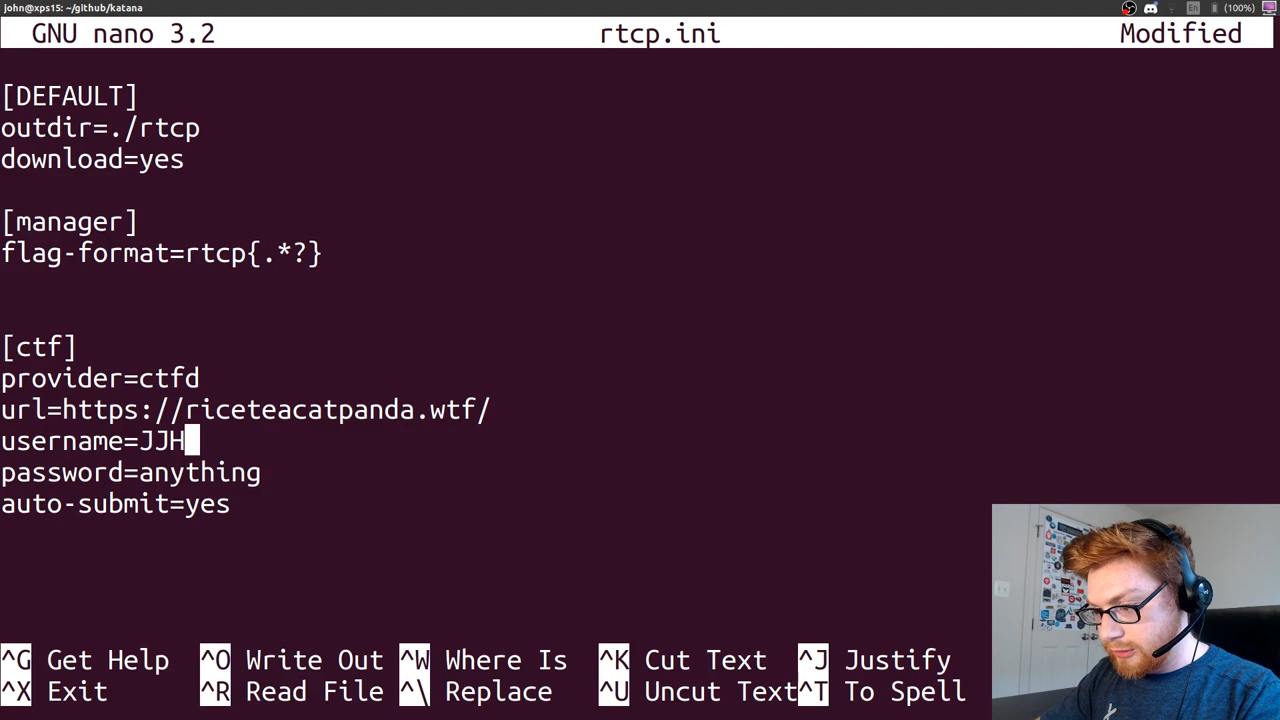 john@xps15: ~/github/katana
En (100%)
GNU nano 3.2 rtcp.ini Modified
[DEFAULT]
outdir=./rtcp
download=yes
[manager]
flag-format=rtcp{.*?}
[ctf]
provider=ctfd
url=https://riceteacatpanda.wtf/
username=JJH
password=anything
auto-submit=yes
^G Get Help ^O Write Out ^W Where Is ^K Cut Text ^J Justify
^X Exit ^R Read File ^\ Replace ^U Uncut Text ^T To Spell